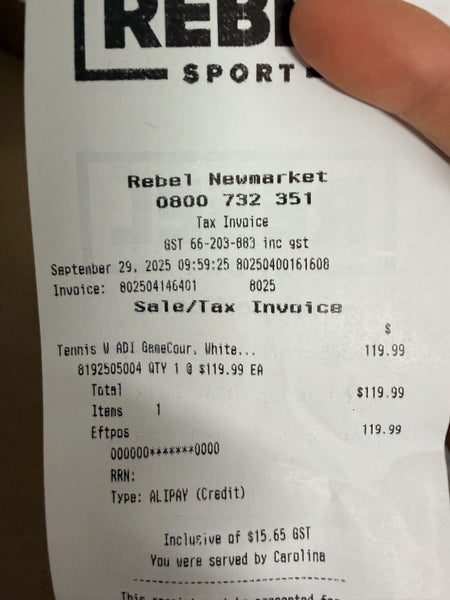 REB
SPORT
Rebel Newmarket
0800 732 351
Tax Invoice
GST 66-203-883 inc gst
September 29, 2025 09:59:25 80250400161608
Invoice: 802504146401 8025
Sale/Tax Invoice
$
Tennis W ADI GameCour, White... 119.99
8192505004 QTY 1 @ $119.99 EA
Total $119.99
Items 1
Eftpos 119.99
000000*******0000
RRN:
Type: ALIPAY (Credit)
Inclusive of $15.65 GST
You were served by Carolina